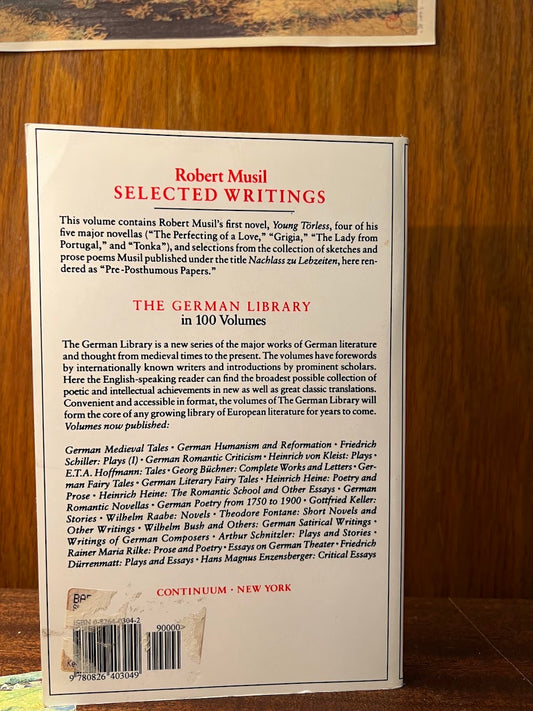 Robert Musil
SELECTED WRITINGS
This volume contains Robert Musil's first novel, Young Törless, four of his
five major novellas ("The Perfecting of a Love," "Grigia," "The Lady from
Portugal," and "Tonka"), and selections from the collection of sketches and
prose poems Musil published under the title Nachlass zu Lebzeiten, here ren-
dered as "Pre-Posthumous Papers."
THE GERMAN LIBRARY
in 100 Volumes
The German Library is a new series of the major works of German literature
and thought from medieval times to the present. The volumes have forewords
by internationally known writers and introductions by prominent scholars.
Here the English-speaking reader can find the broadest possible collection of
poetic and intellectual achievements in new as well as great classic translations.
Convenient and accessible in format, the volumes of The German Library will
form the core of any growing library of European literature for years to come.
Volumes now published:
German Medieval Tales · German Humanism and Reformation · Friedrich
Schiller: Plays (I) · German Romantic Criticism · Heinrich von Kleist: Plays ·
E.T.A. Hoffmann: Tales · Georg Büchner: Complete Works and Letters · Ger-
man Fairy Tales · German Literary Fairy Tales · Heinrich Heine: Poetry and
Prose · Heinrich Heine: The Romantic School and Other Essays · German
Romantic Novellas · German Poetry from 1750 to 1900 · Gottfried Keller:
Stories · Wilhelm Raabe: Novels · Theodore Fontane: Short Novels and
Other Writings · Wilhelm Bush and Others: German Satirical Writings ·
Writings of German Composers · Arthur Schnitzler: Plays and Stories ·
Rainer Maria Rilke: Prose and Poetry · Essays on German Theater · Friedrich
Dürrenmatt: Plays and Essays · Hans Magnus Enzensberger: Critical Essays
CONTINUUM · NEW YORK
ISBN 0-8264-0304-2
90000>
9 780826 403049